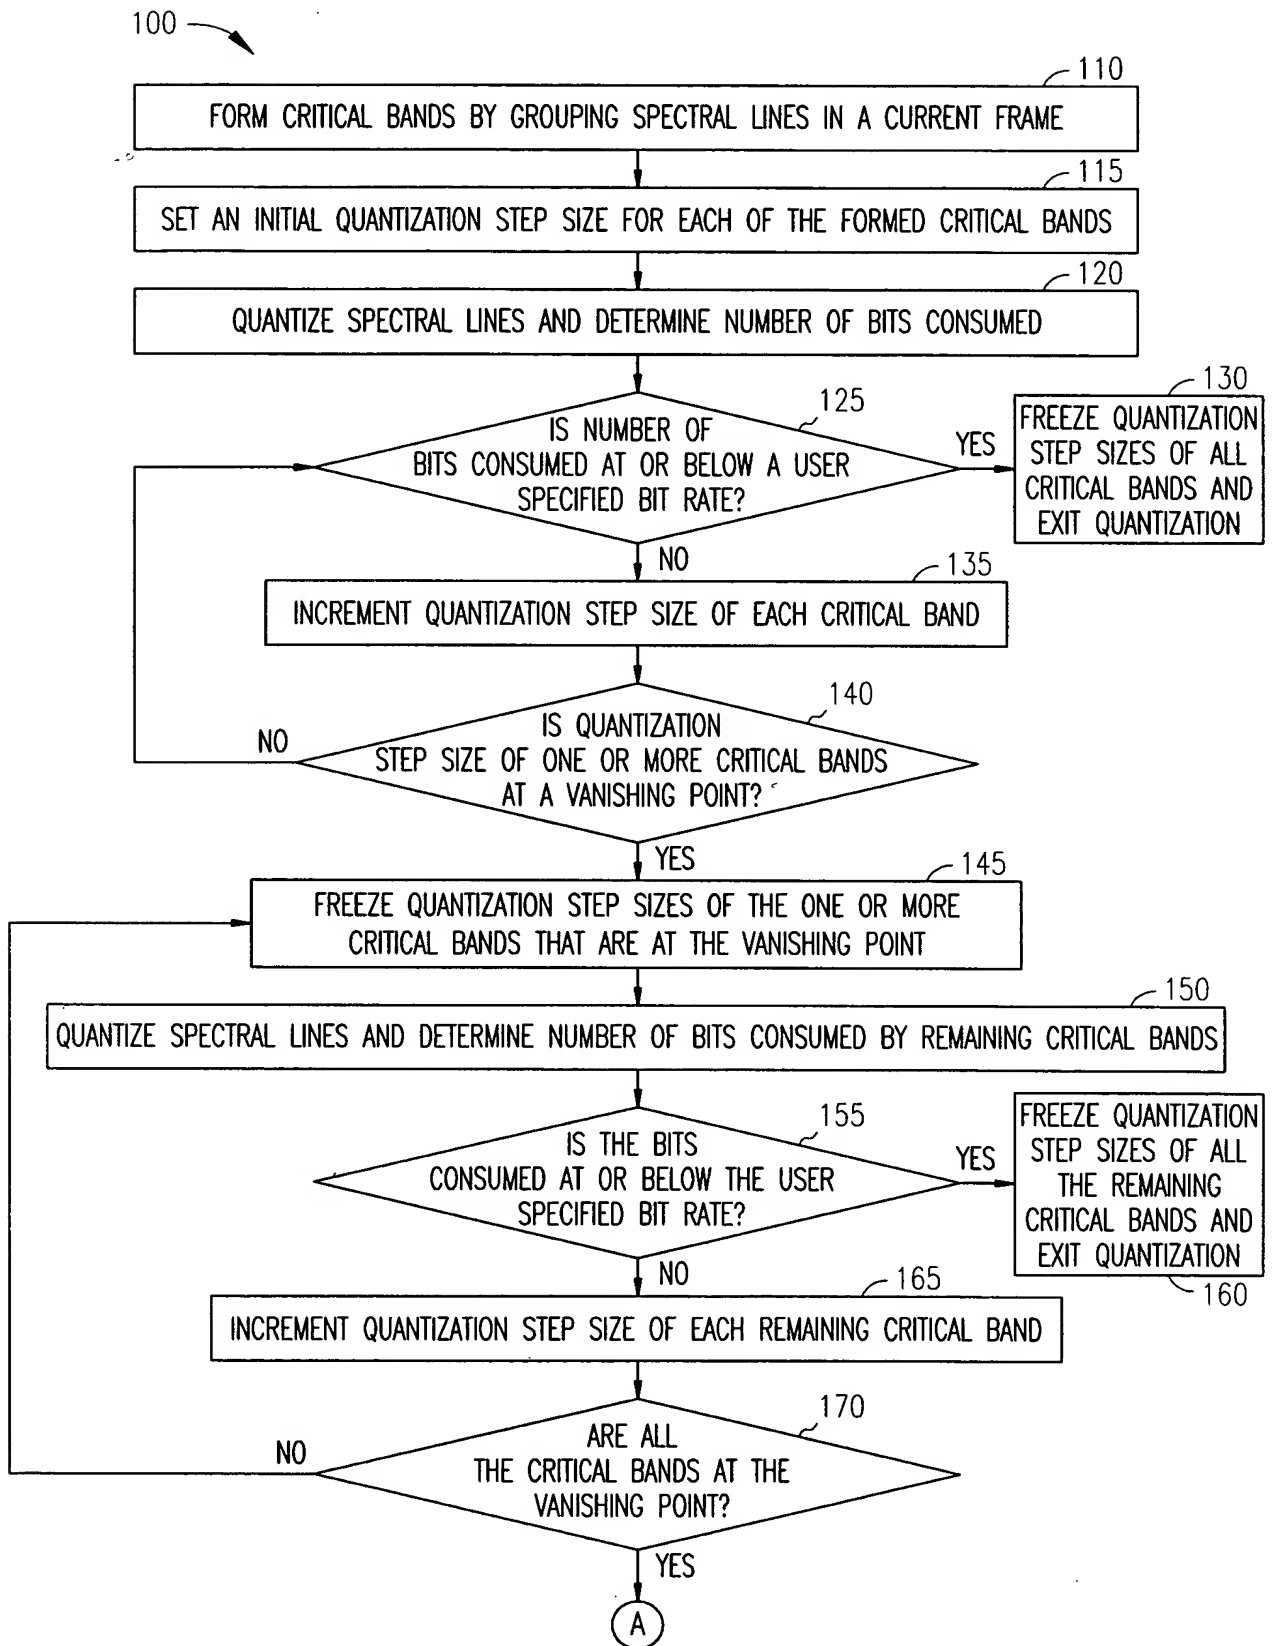 100
110
FORM CRITICAL BANDS BY GROUPING SPECTRAL LINES IN A CURRENT FRAME
115
SET AN INITIAL QUANTIZATION STEP SIZE FOR EACH OF THE FORMED CRITICAL BANDS
120
QUANTIZE SPECTRAL LINES AND DETERMINE NUMBER OF BITS CONSUMED
125
IS NUMBER OF
BITS CONSUMED AT OR BELOW A USER
SPECIFIED BIT RATE?
YES
130
FREEZE QUANTIZATION
STEP SIZES OF ALL
CRITICAL BANDS AND
EXIT QUANTIZATION
NO
135
INCREMENT QUANTIZATION STEP SIZE OF EACH CRITICAL BAND
140
IS QUANTIZATION
STEP SIZE OF ONE OR MORE CRITICAL BANDS
AT A VANISHING POINT?
NO
YES
145
FREEZE QUANTIZATION STEP SIZES OF THE ONE OR MORE
CRITICAL BANDS THAT ARE AT THE VANISHING POINT
150
QUANTIZE SPECTRAL LINES AND DETERMINE NUMBER OF BITS CONSUMED BY REMAINING CRITICAL BANDS
155
IS THE BITS
CONSUMED AT OR BELOW THE USER
SPECIFIED BIT RATE?
YES
FREEZE QUANTIZATION
STEP SIZES OF ALL
THE REMAINING
CRITICAL BANDS AND
EXIT QUANTIZATION
160
NO
165
INCREMENT QUANTIZATION STEP SIZE OF EACH REMAINING CRITICAL BAND
170
ARE ALL
THE CRITICAL BANDS AT THE
VANISHING POINT?
NO
YES
A